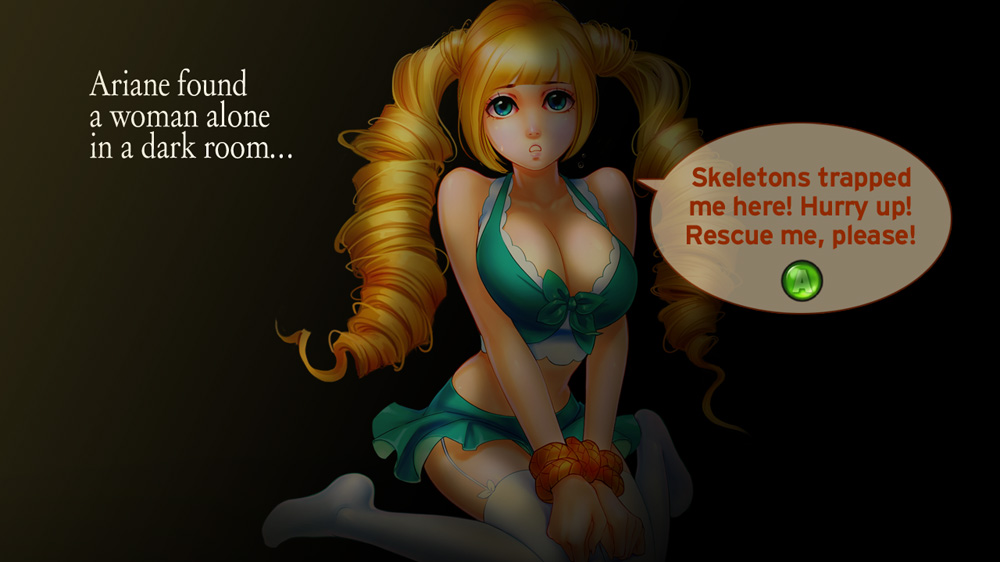 Ariane found
a woman alone
in a dark room...
Skeletons trapped
me here! Hurry up!
Rescue me, please!
A